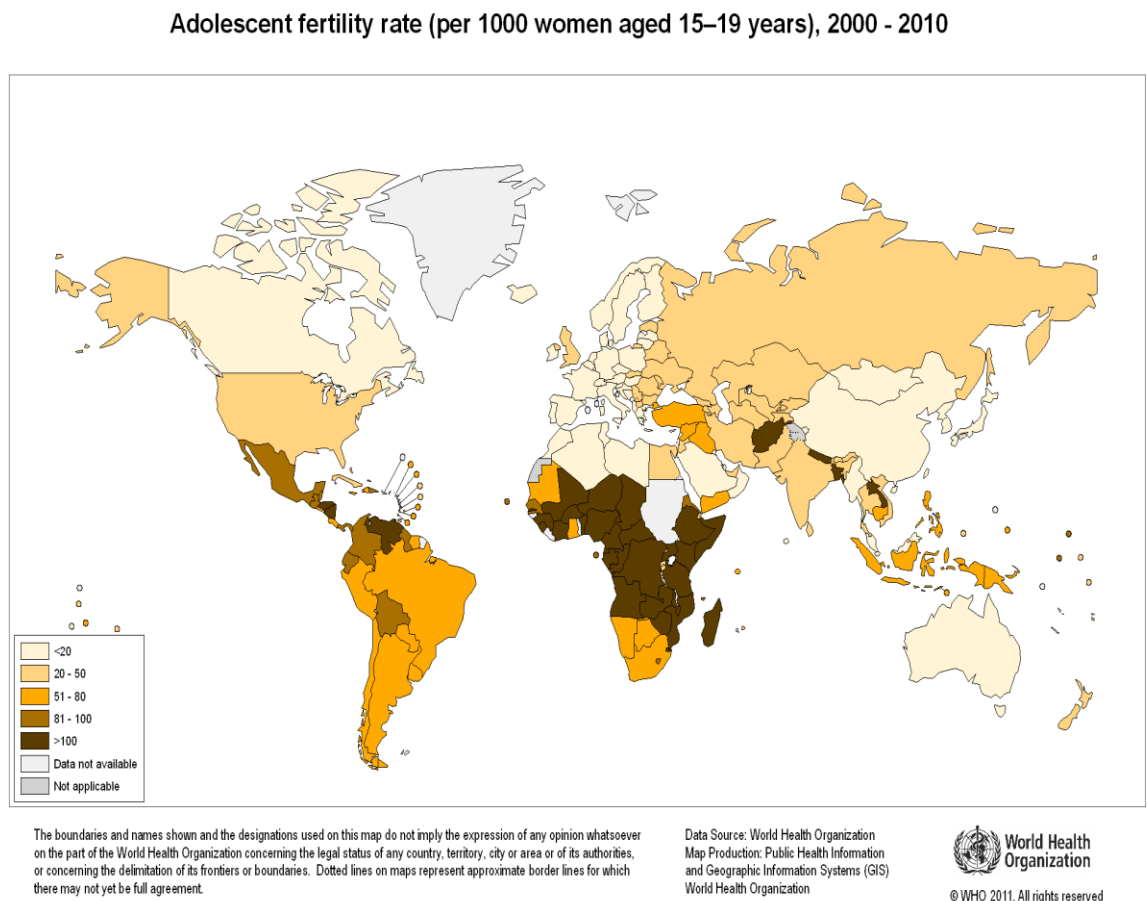 Adolescent fertility rate (per 1000 women aged 15–19 years), 2000 - 2010
<20
20 - 50
51 - 80
81 - 100
>100
Data not available
Not applicable
The boundaries and names shown and the designations used on this map do not imply the expression of any opinion whatsoever
on the part of the World Health Organization concerning the legal status of any country, territory, city or area or of its authorities,
or concerning the delimitation of its frontiers or boundaries. Dotted lines on maps represent approximate border lines for which
there may not yet be full agreement.
Data Source: World Health Organization
Map Production: Public Health Information
and Geographic Information Systems (GIS)
World Health Organization
World Health
Organization
© WHO 2011. All rights reserved